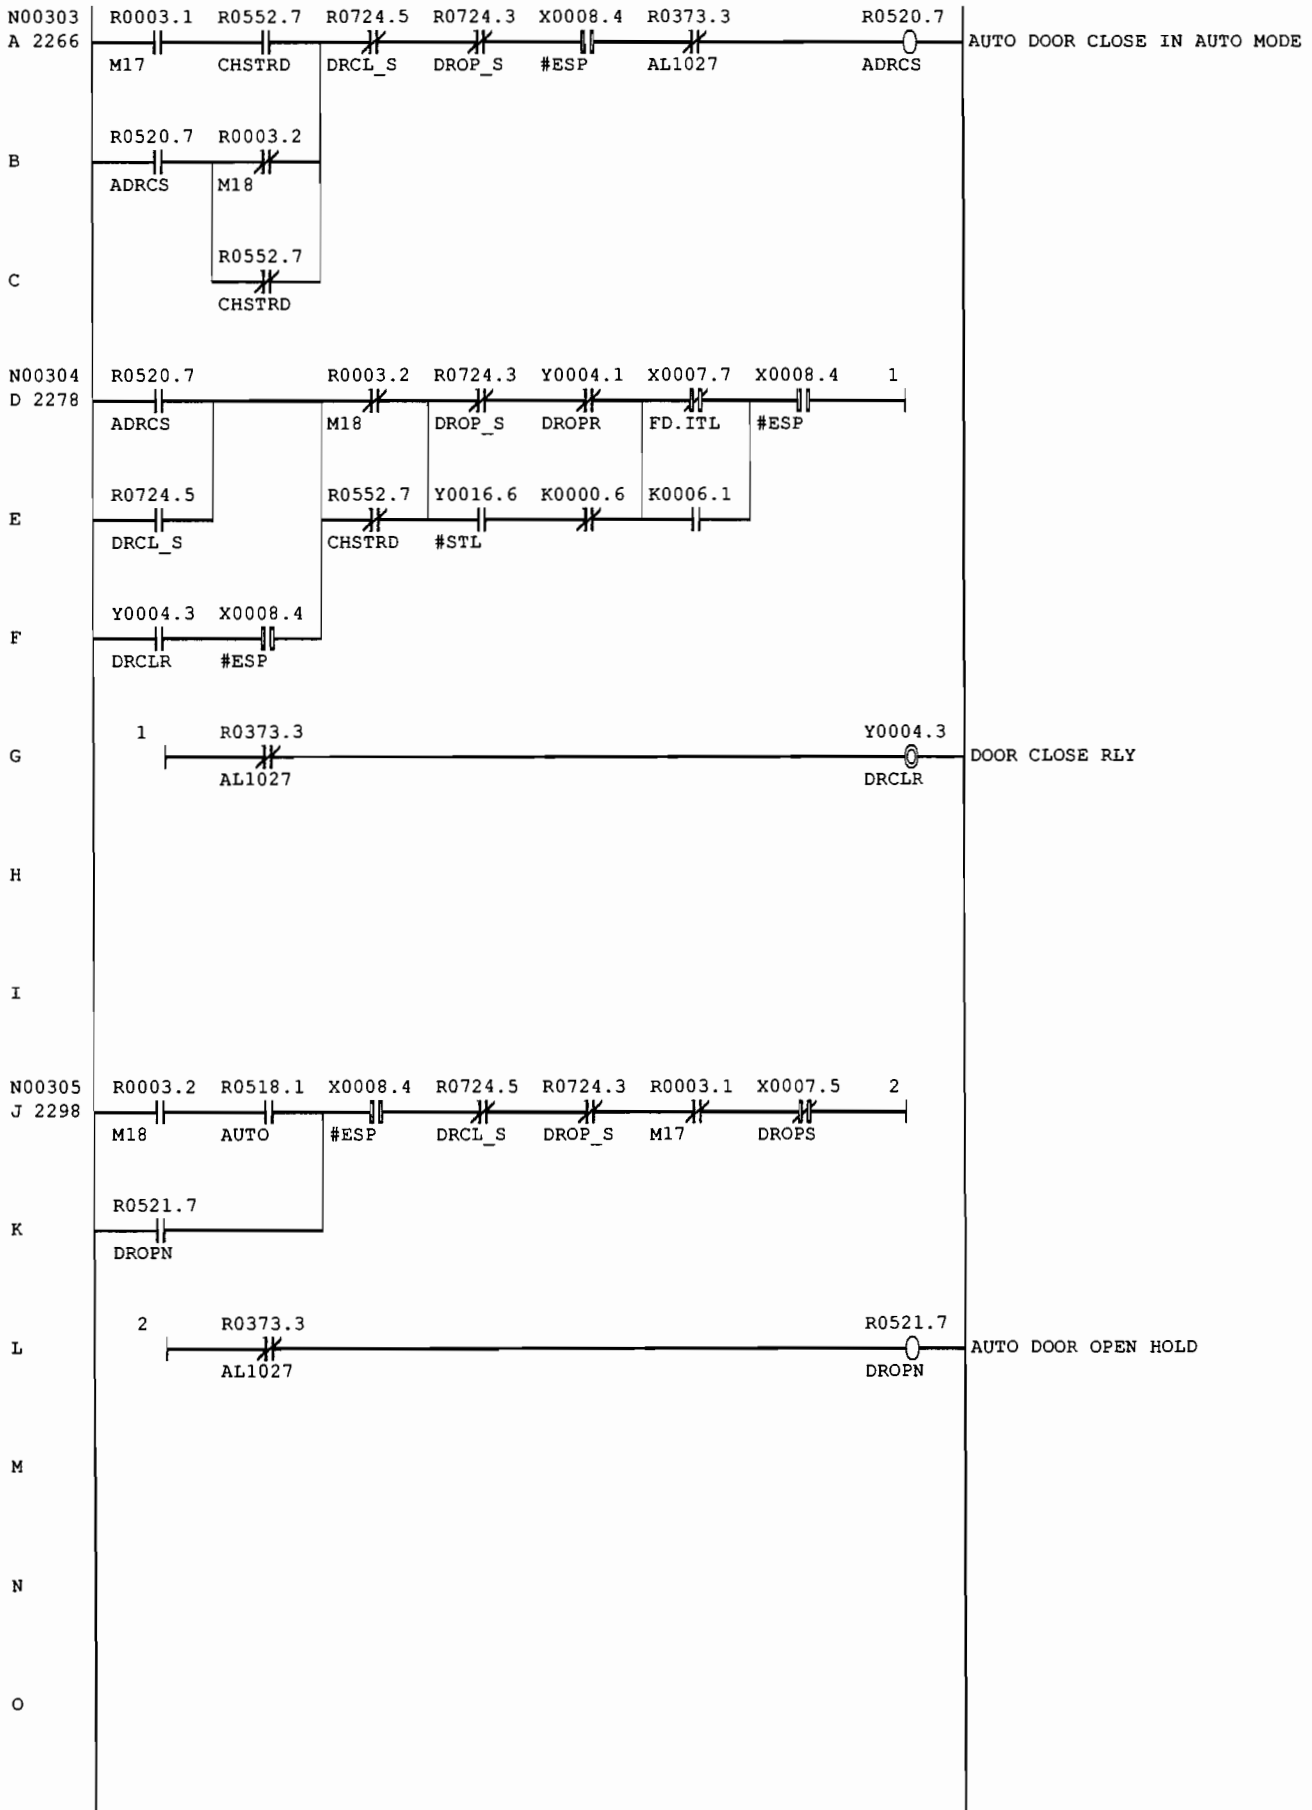 N00303 R0003.1 R0552.7 R0724.5 R0724.3 X0008.4 R0373.3 R0520.7
A 2266 AUTO DOOR CLOSE IN AUTO MODE
M17 CHSTRD DRCL_S DROP_S #ESP AL1027 ADRCS
R0520.7 R0003.2
B
ADRCS M18
R0552.7
C
CHSTRD
N00304 R0520.7 R0003.2 R0724.3 Y0004.1 X0007.7 X0008.4 1
D 2278
ADRCS M18 DROP_S DROPR FD.ITL #ESP
R0724.5 R0552.7 Y0016.6 K0000.6 K0006.1
E
DRCL_S CHSTRD #STL
Y0004.3 X0008.4
F
DRCLR #ESP
1 R0373.3 Y0004.3
G DOOR CLOSE RLY
AL1027 DRCLR
H
I
N00305 R0003.2 R0518.1 X0008.4 R0724.5 R0724.3 R0003.1 X0007.5 2
J 2298
M18 AUTO #ESP DRCL_S DROP_S M17 DROPS
R0521.7
K
DROPN
2 R0373.3 R0521.7
L AUTO DOOR OPEN HOLD
AL1027 DROPN
M
N
O